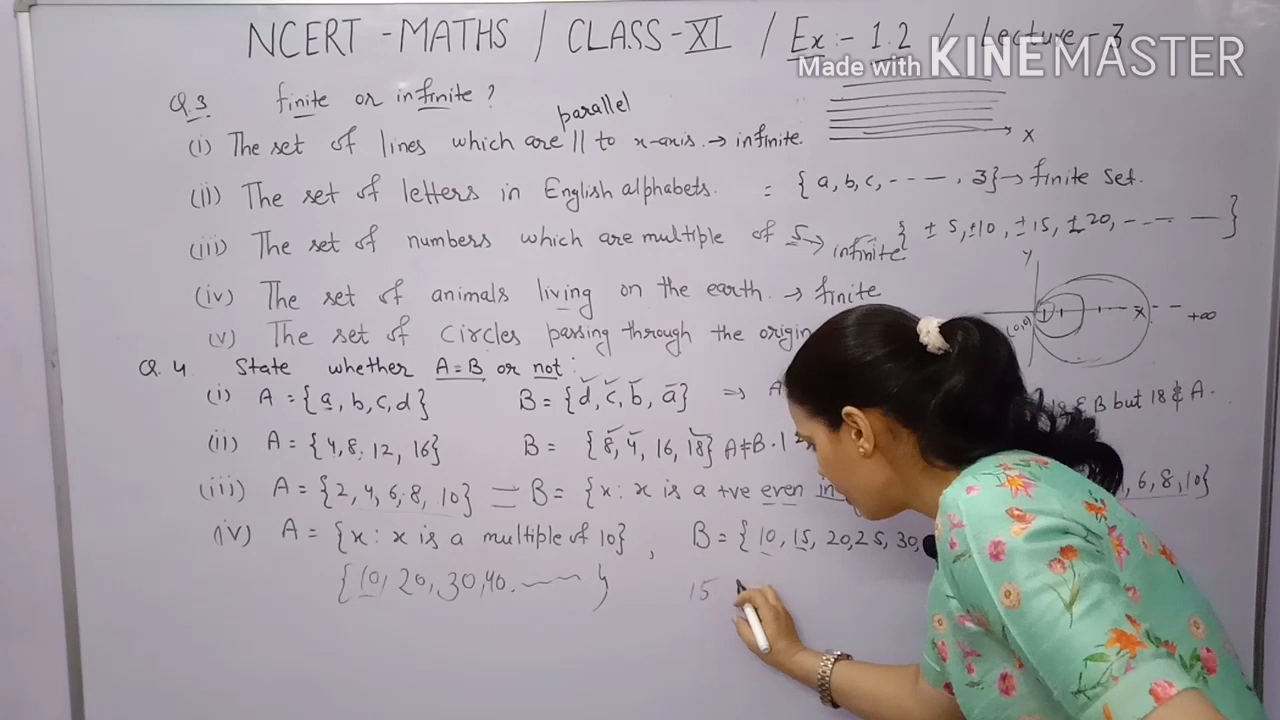 NCERT - MATHS / CLASS - XI / Ex:- 1.2 / Lecture - 3
Made with KINEMASTER
Q.3 finite or infinite?
parallel
(i) The set of lines which are || to x-axis. → infinite.
X
(ii) The set of letters in English alphabets. = {a, b, c, - - - - , z} → finite set.
(iii) The set of numbers which are multiple of 5 → infinite { ± 5, ±10, ±15, ±20, - - - - }
y
(iv) The set of animals living on the earth. → finite
(0,0) x +∞
(v) The set of circles passing through the origin
Q.4 State whether A = B or not:
(i) A = {a, b, c, d} B = {d, c, b, a} ⇒ A
18 ∈ B but 18 ∉ A.
(ii) A = {4, 8, 12, 16} B = {8, 4, 16, 18} A ≠ B.
(iii) A = {2, 4, 6, 8, 10} = B = {x : x is a +ve even in 6, 8, 10}
(iv) A = {x : x is a multiple of 10}, B = {10, 15, 20, 25, 30,
{10, 20, 30, 40. ---- } 15